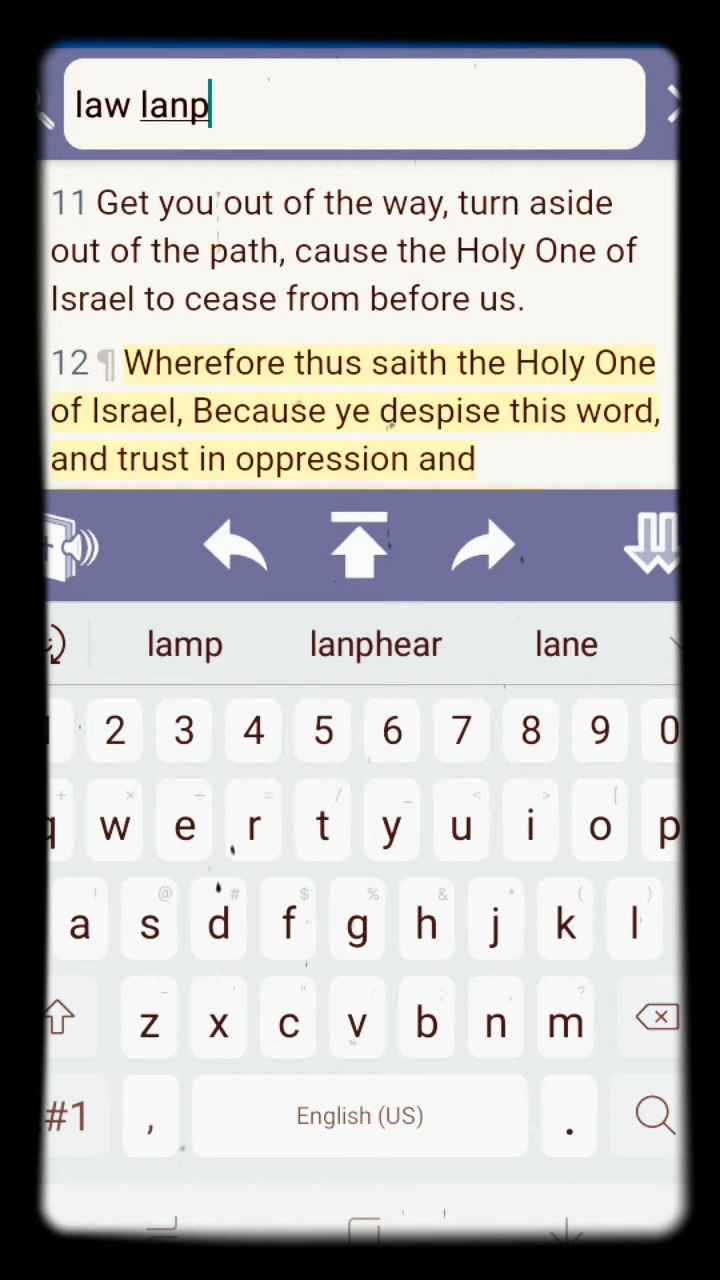 law lanp
11 Get you out of the way, turn aside
out of the path, cause the Holy One of
Israel to cease from before us.
12 ¶ Wherefore thus saith the Holy One
of Israel, Because ye despise this word,
and trust in oppression and
lamp lanphear lane
1 2 3 4 5 6 7 8 9 0
q w e r t y u i o p
a s d f g h j k l
z x c v b n m
#1 , English (US) .